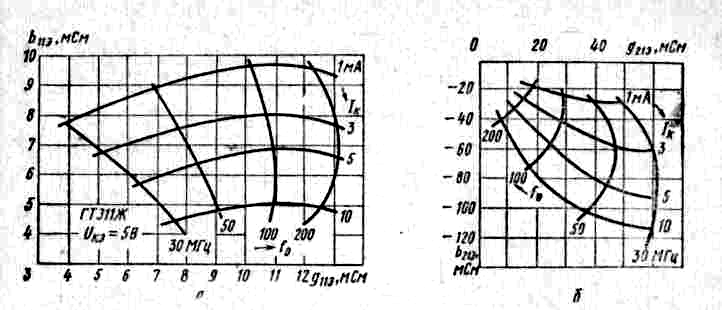 b₁₁э, мСм
10
9
8
7
6
5
4
3
4 5 6 7 8 9 10 11 12 g₁₁э, мСм
1мА
Iк
3
5
10
ГТ311Ж
Uкэ = 5В
30 МГц
50
100
f₀
200
а
0 20 40 g₂₁э, мСм
-20
-40
-60
-80
-100
-120
b₂₁э, мСм
1мА
Iк
3
5
10
200
100
f₀
50
30 МГц
б